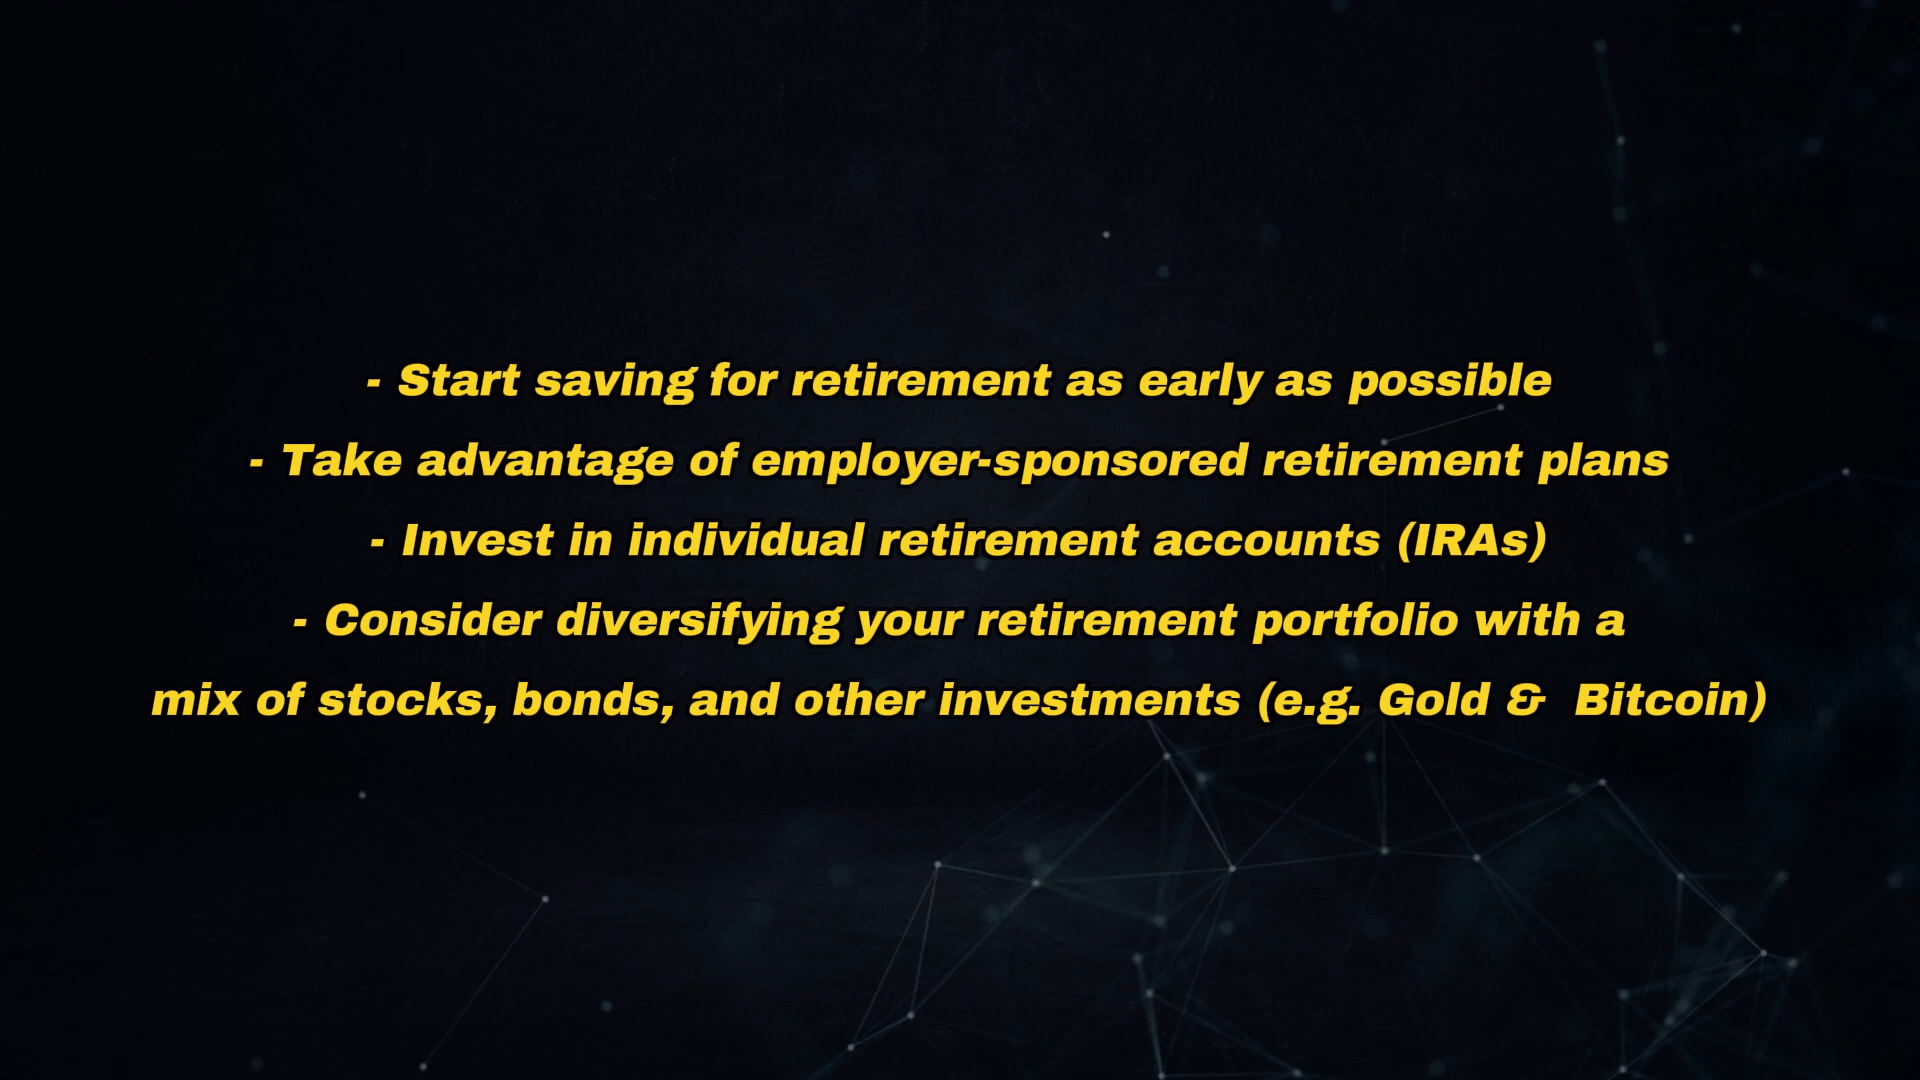 - Start saving for retirement as early as possible
- Take advantage of employer-sponsored retirement plans
- Invest in individual retirement accounts (IRAs)
- Consider diversifying your retirement portfolio with a
mix of stocks, bonds, and other investments (e.g. Gold &  Bitcoin)